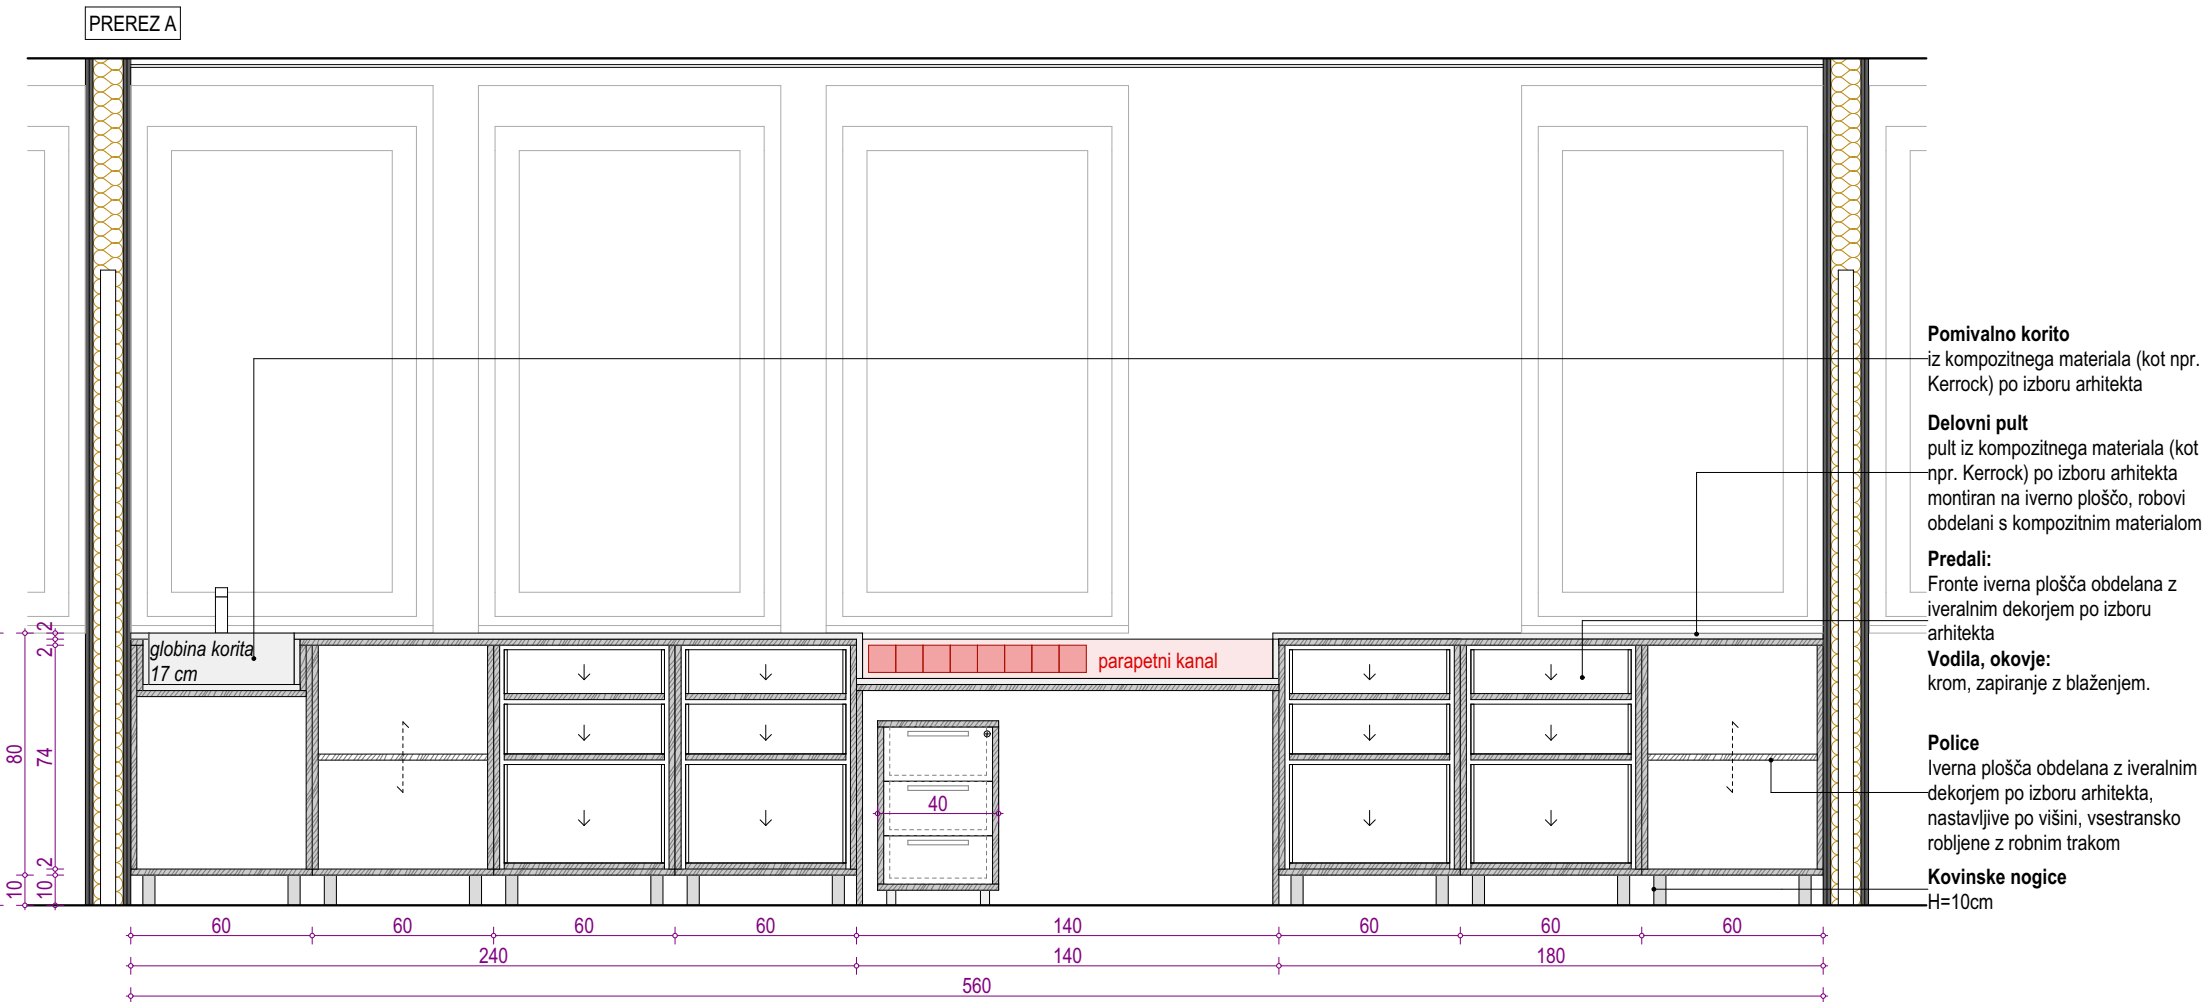 PREREZ A
Pomivalno korito
iz kompozitnega materiala (kot npr.
Kerrock) po izboru arhitekta
Delovni pult
pult iz kompozitnega materiala (kot
npr. Kerrock) po izboru arhitekta
montiran na iverno ploščo, robovi
obdelani s kompozitnim materialom
Predali:
Fronte iverna plošča obdelana z
iveralnim dekorjem po izboru
arhitekta
Vodila, okovje:
krom, zapiranje z blaženjem.
Police
Iverna plošča obdelana z iveralnim
dekorjem po izboru arhitekta,
nastavljive po višini, vsestransko
robljene z robnim trakom
Kovinske nogice
H=10cm
globina korita
17 cm
parapetni kanal
40
2
2
80
74
2
10
10
60
60
60
60
140
60
60
60
240
140
180
560